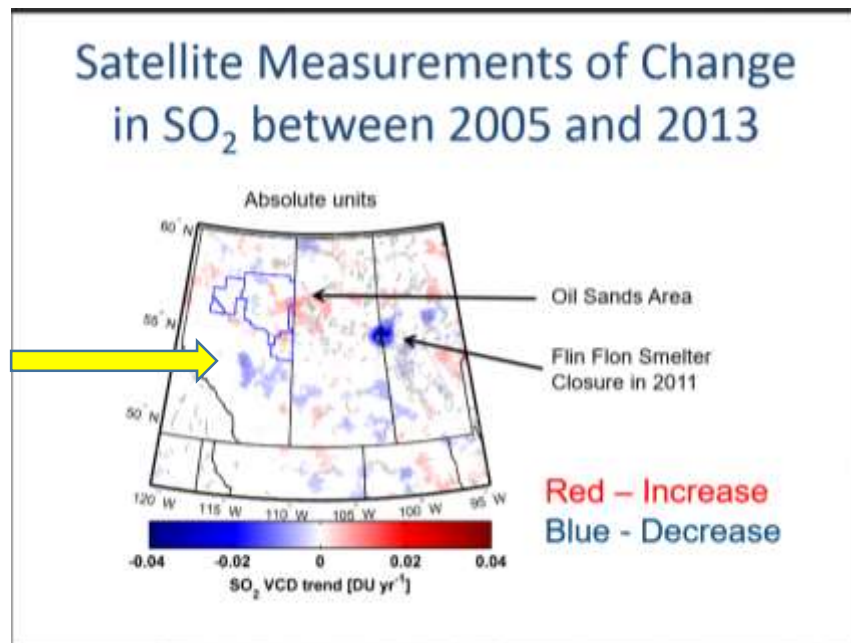 Satellite Measurements of Change
in SO₂ between 2005 and 2013
Absolute units
60° N
55° N
50° N
Oil Sands Area
Flin Flon Smelter
Closure in 2011
120 W
115 W
110 W
105 W
100 W
95 W
Red – Increase
Blue - Decrease
-0.04
-0.02
0
0.02
0.04
SO₂ VCD trend [DU yr⁻¹]